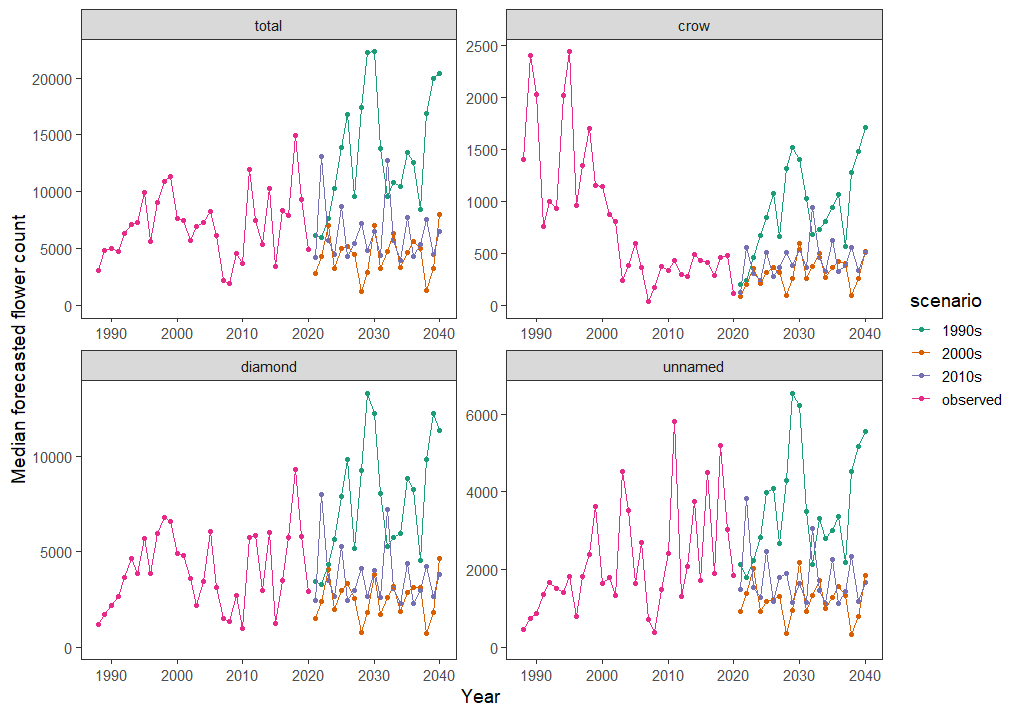 total
crow
20000
15000
10000
5000
0
2500
2000
1500
1000
500
0
1990 2000 2010 2020 2030 2040
1990 2000 2010 2020 2030 2040
diamond
unnamed
10000
5000
0
6000
4000
2000
0
1990 2000 2010 2020 2030 2040
1990 2000 2010 2020 2030 2040
Median forecasted flower count
Year
scenario
1990s
2000s
2010s
observed